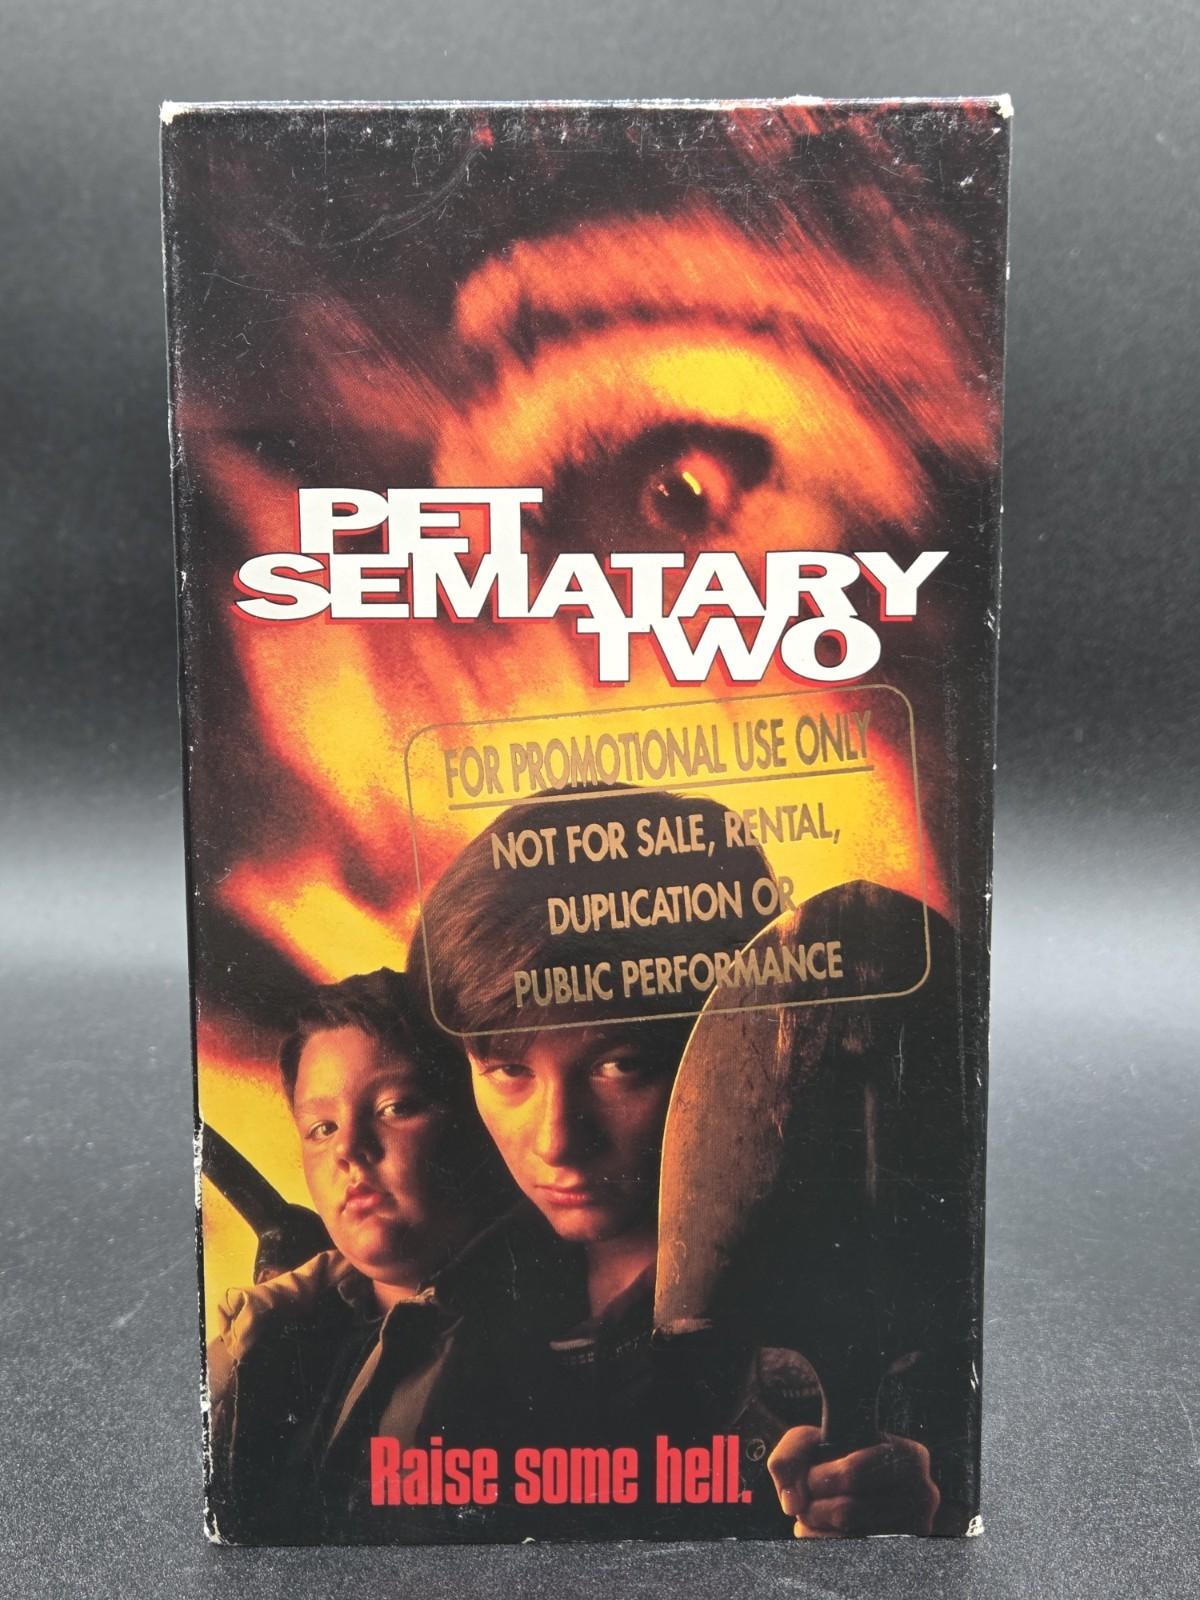 PET
SEMATARY
TWO
FOR PROMOTIONAL USE ONLY
NOT FOR SALE, RENTAL,
DUPLICATION OR
PUBLIC PERFORMANCE
Raise some hell.